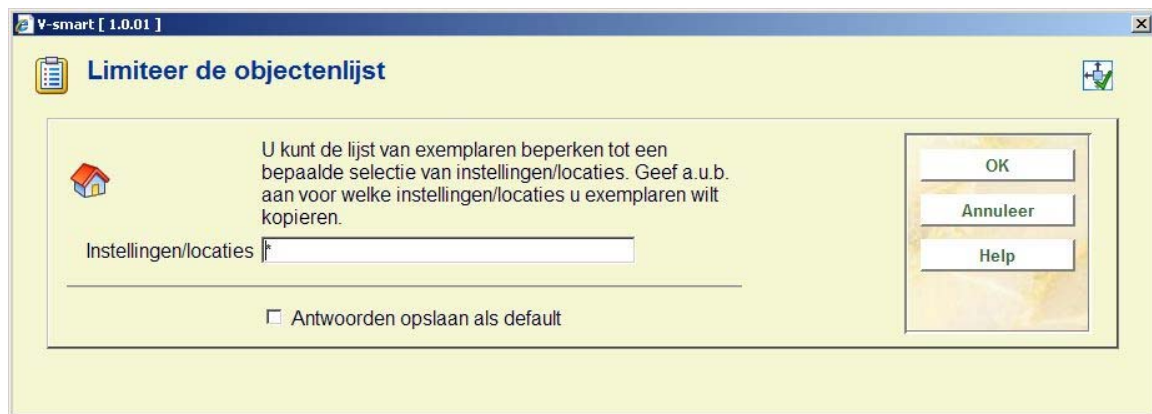 V-smart [ 1.0.01 ]
Limiteer de objectenlijst
U kunt de lijst van exemplaren beperken tot een
bepaalde selectie van instellingen/locaties. Geef a.u.b.
aan voor welke instellingen/locaties u exemplaren wilt
kopieren.
Instellingen/locaties *
Antwoorden opslaan als default
OK
Annuleer
Help